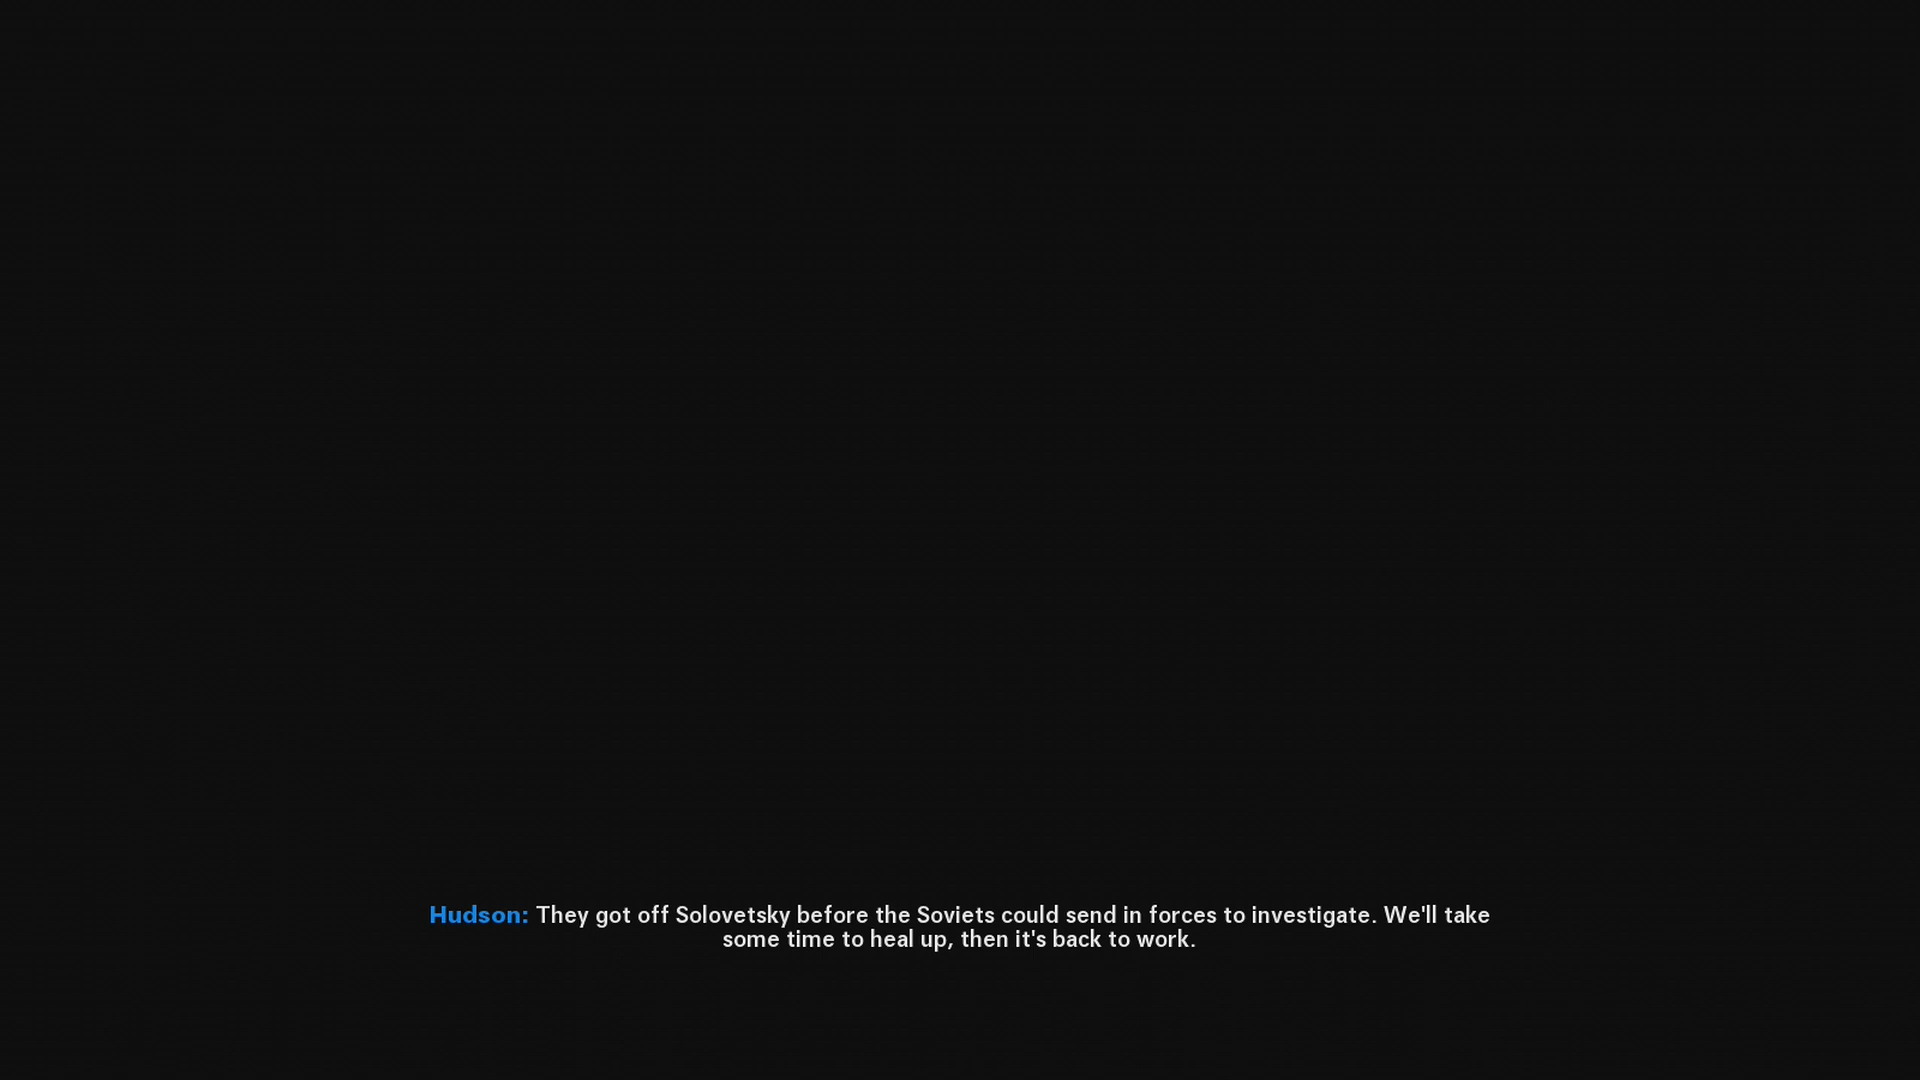 Hudson: They got off Solovetsky before the Soviets could send in forces to investigate. We'll take
some time to heal up, then it's back to work.